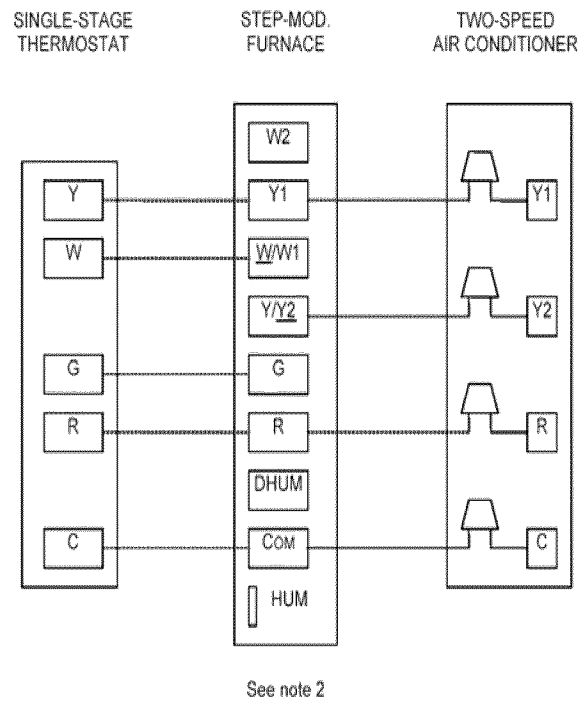 SINGLE-STAGE
THERMOSTAT
STEP-MOD.
FURNACE
TWO-SPEED
AIR CONDITIONER
W2
Y
Y1
Y1
W
W/W1
Y/Y2
Y2
G
G
R
R
R
DHUM
C
COM
C
HUM
See note 2